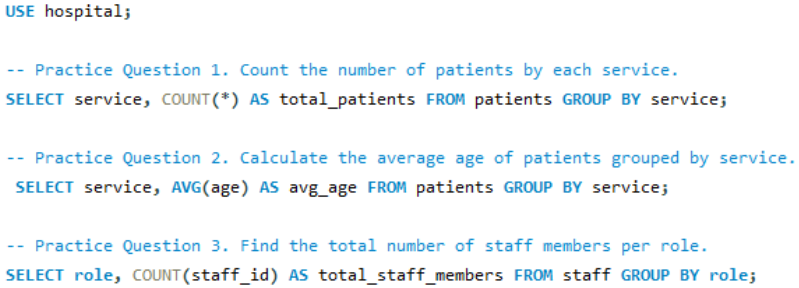 USE hospital;
-- Practice Question 1. Count the number of patients by each service.
SELECT service, COUNT(*) AS total_patients FROM patients GROUP BY service;
-- Practice Question 2. Calculate the average age of patients grouped by service.
SELECT service, AVG(age) AS avg_age FROM patients GROUP BY service;
-- Practice Question 3. Find the total number of staff members per role.
SELECT role, COUNT(staff_id) AS total_staff_members FROM staff GROUP BY role;